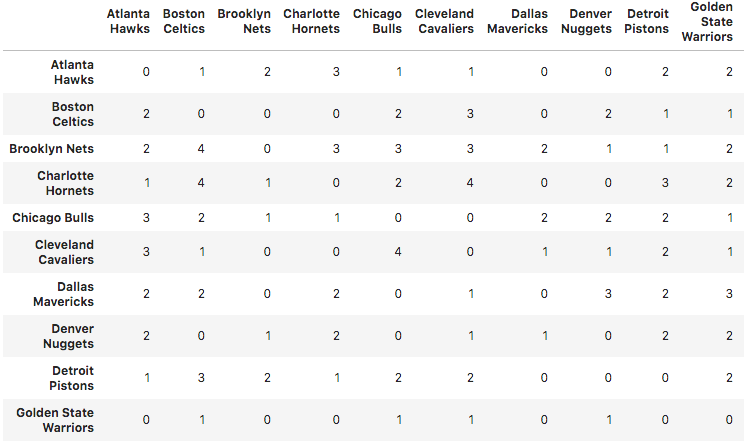 Atlanta Hawks Boston Celtics Brooklyn Nets Charlotte Hornets Chicago Bulls Cleveland Cavaliers Dallas Mavericks Denver Nuggets Detroit Pistons Golden State Warriors
Atlanta Hawks 0 1 2 3 1 1 0 0 2 2
Boston Celtics 2 0 0 0 2 3 0 2 1 1
Brooklyn Nets 2 4 0 3 3 3 2 1 1 2
Charlotte Hornets 1 4 1 0 2 4 0 0 3 2
Chicago Bulls 3 2 1 1 0 0 2 2 2 1
Cleveland Cavaliers 3 1 0 0 4 0 1 1 2 1
Dallas Mavericks 2 2 0 2 0 1 0 3 2 3
Denver Nuggets 2 0 1 2 0 1 1 0 2 2
Detroit Pistons 1 3 2 1 2 2 0 0 0 2
Golden State Warriors 0 1 0 0 1 1 0 1 0 0